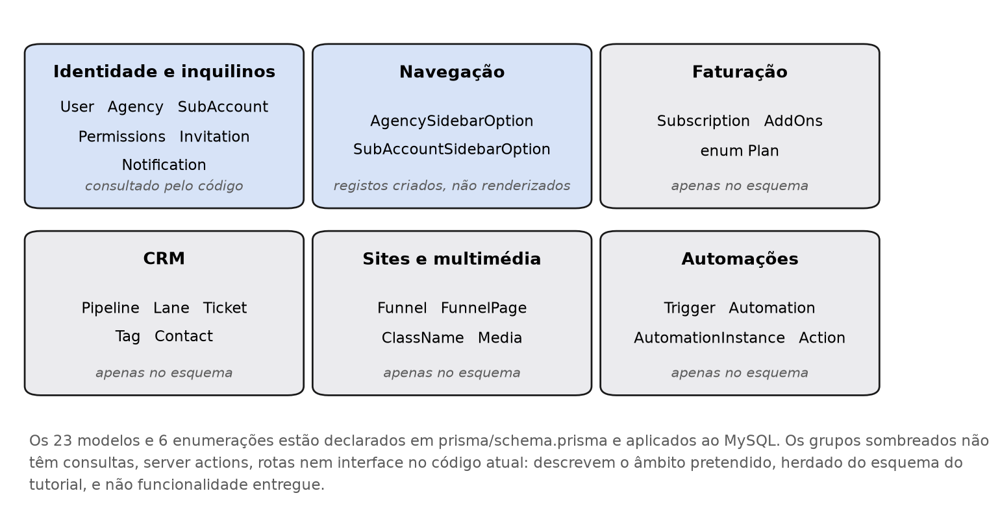 Identidade e inquilinos
User Agency SubAccount
Permissions Invitation
Notification
consultado pelo código
Navegação
AgencySidebarOption
SubAccountSidebarOption
registos criados, não renderizados
Faturação
Subscription AddOns
enum Plan
apenas no esquema
CRM
Pipeline Lane Ticket
Tag Contact
apenas no esquema
Sites e multimédia
Funnel FunnelPage
ClassName Media
apenas no esquema
Automações
Trigger Automation
AutomationInstance Action
apenas no esquema
Os 23 modelos e 6 enumerações estão declarados em prisma/schema.prisma e aplicados ao MySQL. Os grupos sombreados não
têm consultas, server actions, rotas nem interface no código atual: descrevem o âmbito pretendido, herdado do esquema do
tutorial, e não funcionalidade entregue.